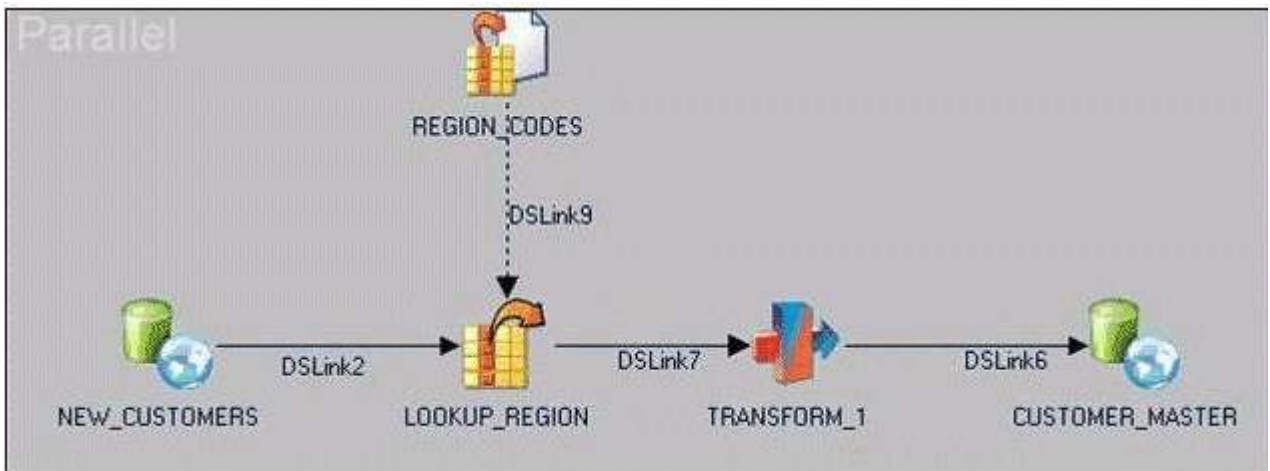 Parallel
REGION_CODES
DSLink9
DSLink2
DSLink7
DSLink6
NEW_CUSTOMERS
LOOKUP_REGION
TRANSFORM_1
CUSTOMER_MASTER